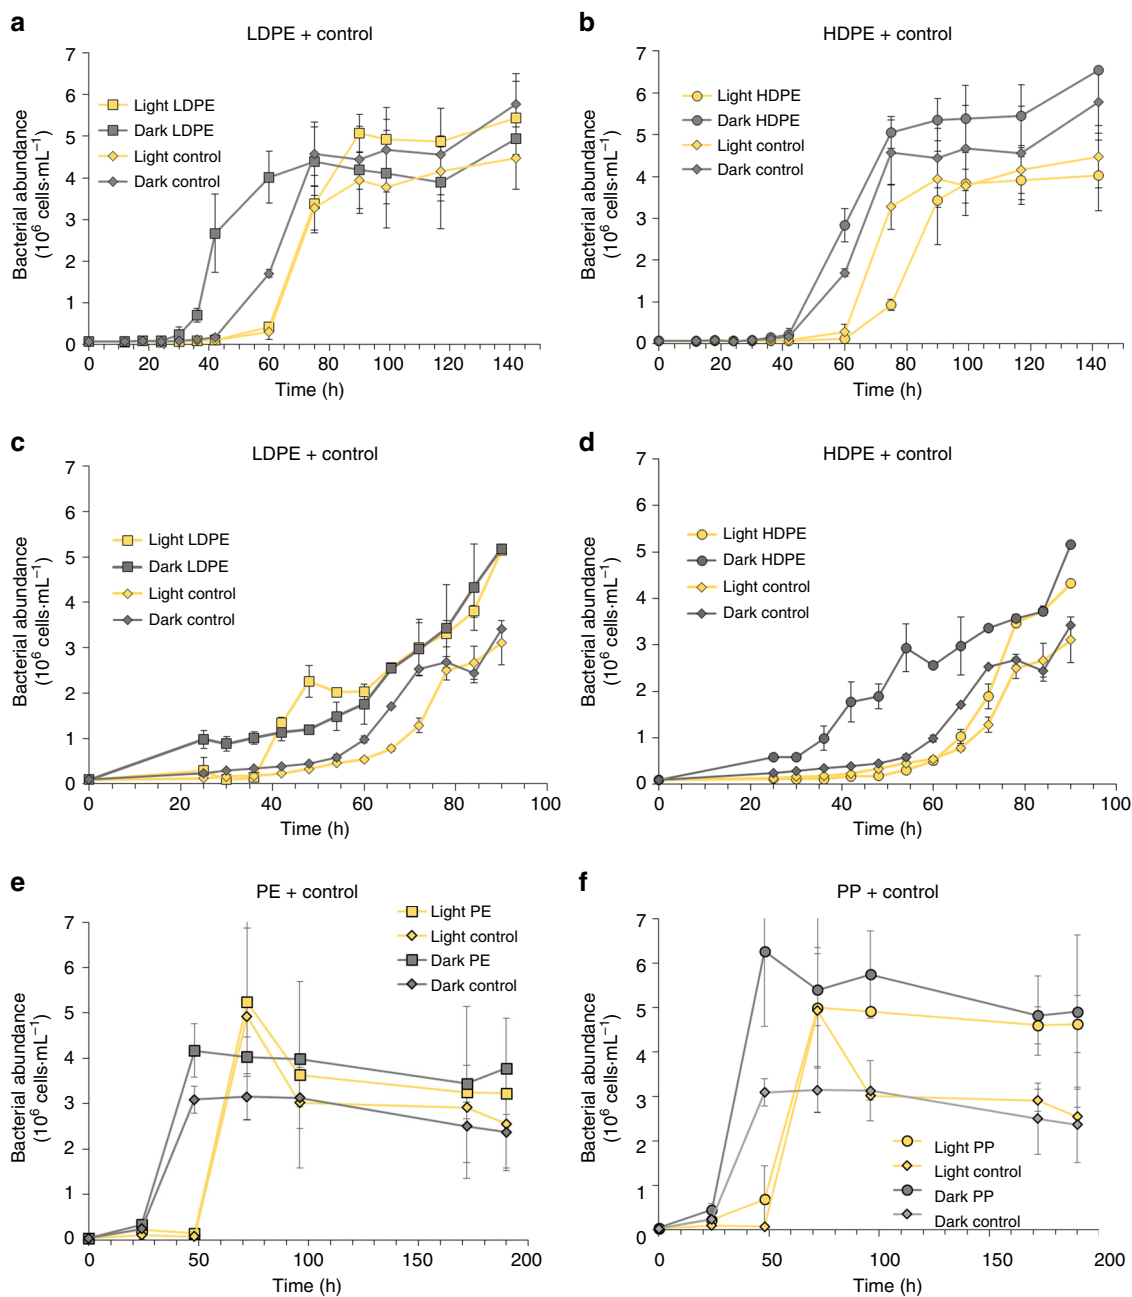 a
LDPE + control
7
6
5
4
3
2
1
0
Bacterial abundance
(10⁶ cells·mL⁻¹)
Light LDPE
Dark LDPE
Light control
Dark control
0 20 40 60 80 100 120 140
Time (h)
b
HDPE + control
7
6
5
4
3
2
1
0
Bacterial abundance
(10⁶ cells·mL⁻¹)
Light HDPE
Dark HDPE
Light control
Dark control
0 20 40 60 80 100 120 140
Time (h)
c
LDPE + control
7
6
5
4
3
2
1
0
Bacterial abundance
(10⁶ cells·mL⁻¹)
Light LDPE
Dark LDPE
Light control
Dark control
0 20 40 60 80 100
Time (h)
d
HDPE + control
7
6
5
4
3
2
1
0
Bacterial abundance
(10⁶ cells·mL⁻¹)
Light HDPE
Dark HDPE
Light control
Dark control
0 20 40 60 80 100
Time (h)
e
PE + control
7
6
5
4
3
2
1
0
Bacterial abundance
(10⁶ cells·mL⁻¹)
Light PE
Light control
Dark PE
Dark control
0 50 100 150 200
Time (h)
f
PP + control
7
6
5
4
3
2
1
0
Bacterial abundance
(10⁶ cells·mL⁻¹)
Light PP
Light control
Dark PP
Dark control
0 50 100 150 200
Time (h)